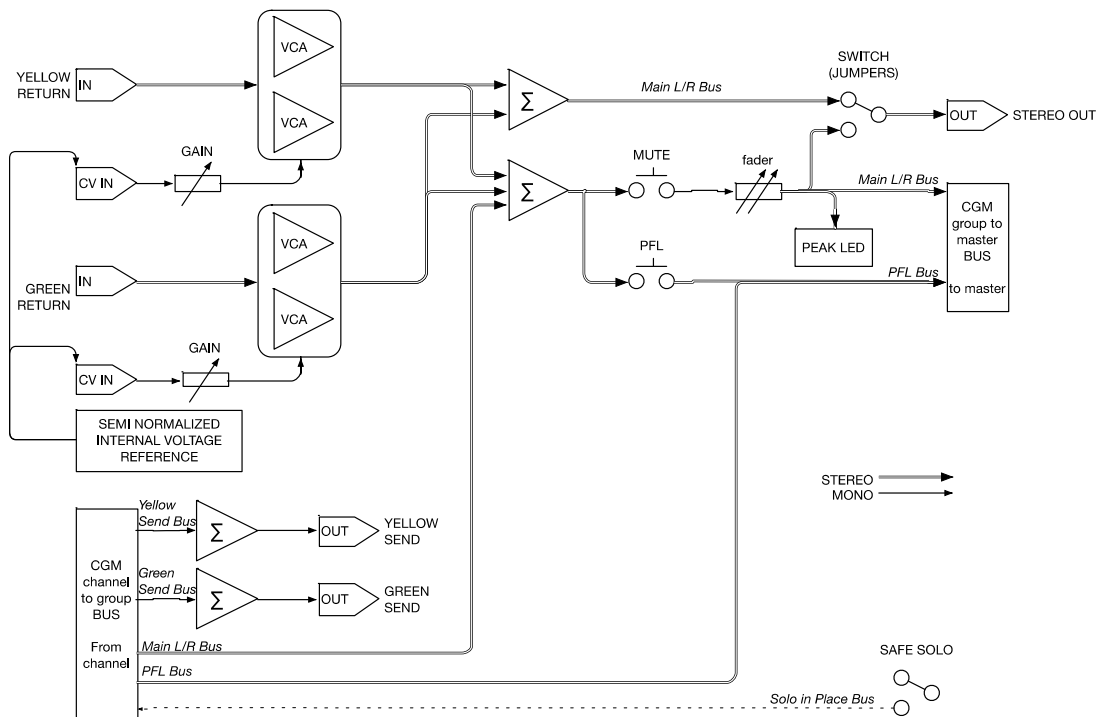 VCA
YELLOW
RETURN
IN
VCA
GAIN
CV IN
VCA
GREEN
RETURN
IN
VCA
GAIN
CV IN
SEMI NORMALIZED
INTERNAL VOLTAGE
REFERENCE
Σ
Main L/R Bus
SWITCH
(JUMPERS)
OUT
STEREO OUT
Σ
MUTE
fader
Main L/R Bus
PEAK LED
PFL
PFL Bus
CGM
group to
master
BUS
to master
STEREO
MONO
CGM
channel
to group
BUS
From
channel
Yellow
Send Bus
Σ
OUT
YELLOW
SEND
Green
Send Bus
Σ
OUT
GREEN
SEND
Main L/R Bus
PFL Bus
SAFE SOLO
Solo in Place Bus